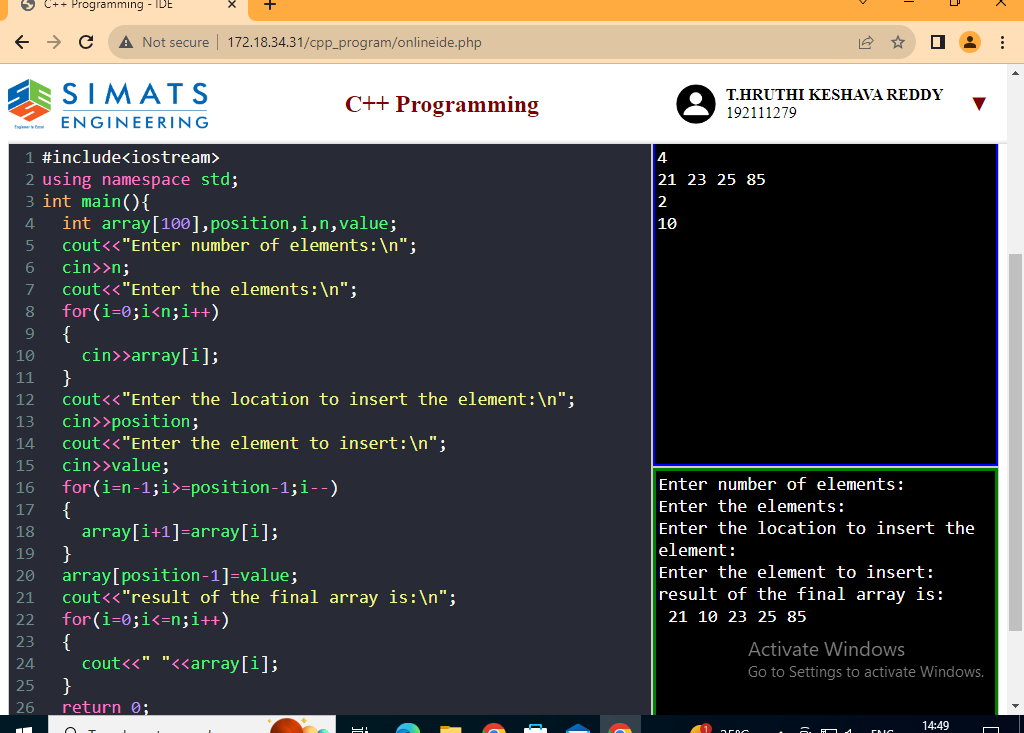 C++ Programming - IDE
Not secure 172.18.34.31/cpp_program/onlineide.php
SIMATS
ENGINEERING
Engineer to Excel
C++ Programming
T.HRUTHI KESHAVA REDDY
192111279
1 #include<iostream>
2 using namespace std;
3 int main(){
4 int array[100],position,i,n,value;
5 cout<<"Enter number of elements:\n";
6 cin>>n;
7 cout<<"Enter the elements:\n";
8 for(i=0;i<n;i++)
9 {
10 cin>>array[i];
11 }
12 cout<<"Enter the location to insert the element:\n";
13 cin>>position;
14 cout<<"Enter the element to insert:\n";
15 cin>>value;
16 for(i=n-1;i>=position-1;i--)
17 {
18 array[i+1]=array[i];
19 }
20 array[position-1]=value;
21 cout<<"result of the final array is:\n";
22 for(i=0;i<=n;i++)
23 {
24 cout<<" "<<array[i];
25 }
26 return 0;
4
21 23 25 85
2
10
Enter number of elements:
Enter the elements:
Enter the location to insert the
element:
Enter the element to insert:
result of the final array is:
21 10 23 25 85
Activate Windows
Go to Settings to activate Windows.
1
14:49